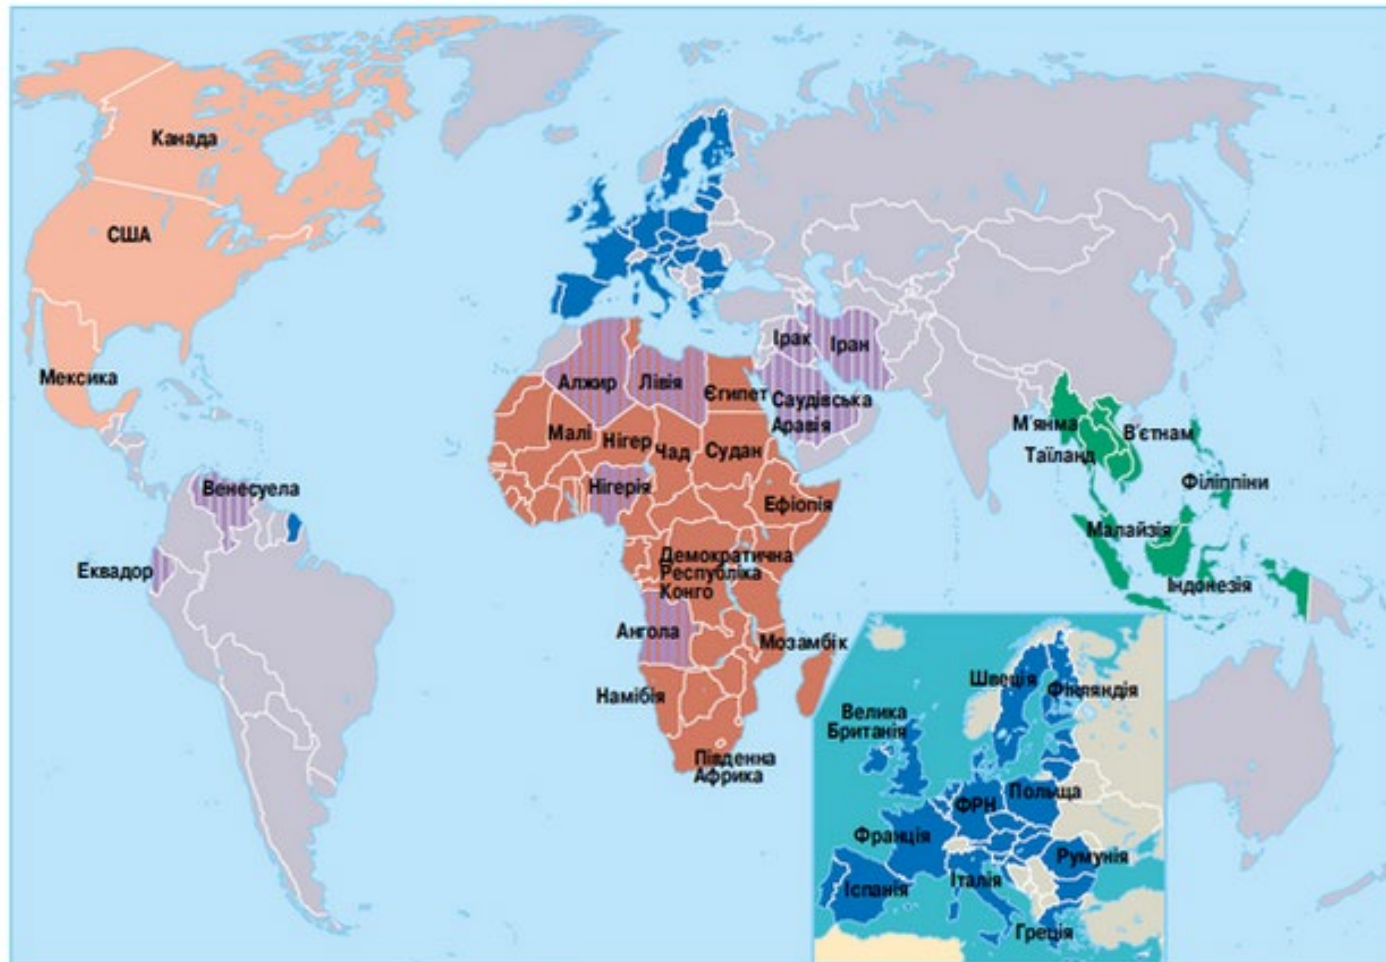 Канада
США
Мексика
Венесуела
Еквадор
Алжир
Лівія
Єгипет
Ірак
Іран
Саудівська
Аравія
Малі
Нігер
Чад
Судан
Нігерія
Ефіопія
Демократична
Республіка
Конго
Ангола
Мозамбік
Намібія
Південна
Африка
М'янма
В'єтнам
Таїланд
Філіппіни
Малайзія
Індонезія
Швеція
Фінляндія
Велика
Британія
ФРН
Польща
Франція
Румунія
Іспанія
Італія
Греція